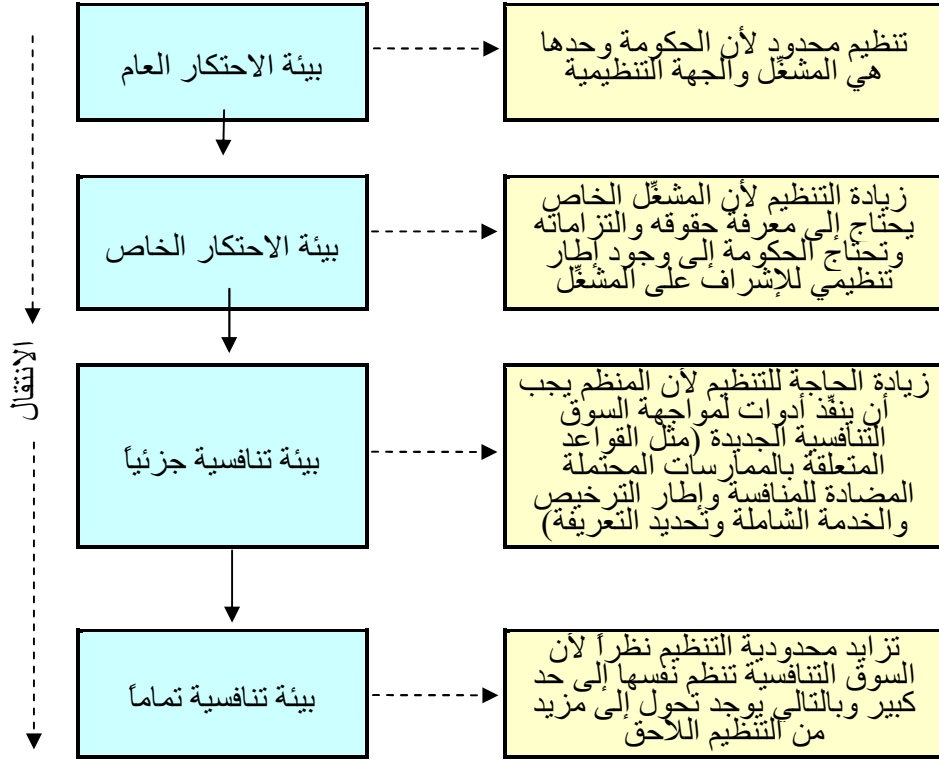 بيئة الاحتكار العام
تنظيم محدود لأن الحكومة وحدها
هي المشغِّل والجهة التنظيمية
بيئة الاحتكار الخاص
زيادة التنظيم لأن المشغِّل الخاص
يحتاج إلى معرفة حقوقه والتزاماته
وتحتاج الحكومة إلى وجود إطار
تنظيمي للإشراف على المشغِّل
الانتقال
بيئة تنافسية جزئياً
زيادة الحاجة للتنظيم لأن المنظم يجب
أن ينفّذ أدوات لمواجهة السوق
التنافسية الجديدة (مثل القواعد
المتعلقة بالممارسات المحتملة
المضادة للمنافسة وإطار الترخيص
والخدمة الشاملة وتحديد التعريفة)
بيئة تنافسية تماماً
تزايد محدودية التنظيم نظراً لأن
السوق التنافسية تنظم نفسها إلى حد
كبير وبالتالي يوجد تحول إلى مزيد
من التنظيم اللاحق